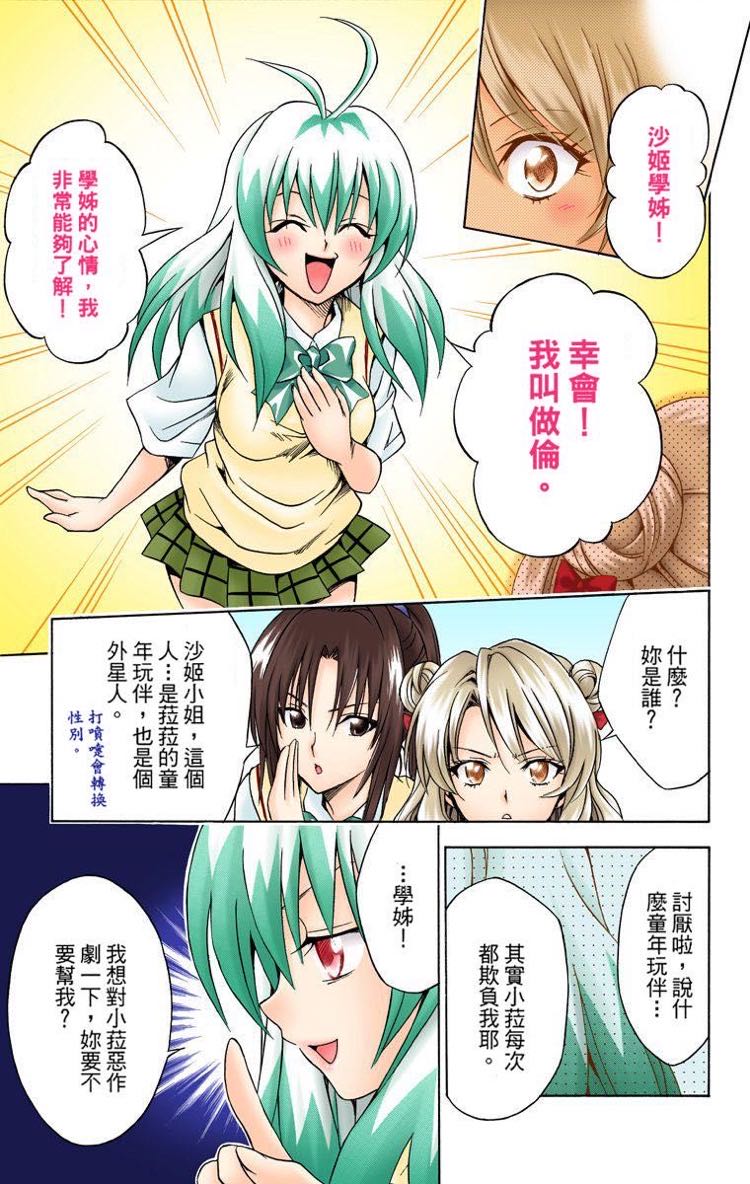 沙姬學姊！
幸會！
我叫做倫。
學姊的心情，我
非常能夠了解！
什麼？
妳是誰？
沙姬小姐，這個
人…是菈菈的童
年玩伴，也是個
外星人。
打噴嚏會轉換
性別。
討厭啦，說什
麼童年玩伴…
其實小菈每次
都欺負我耶。
…學姊！
我想對小菈惡作
劇一下，妳要不
要幫我？